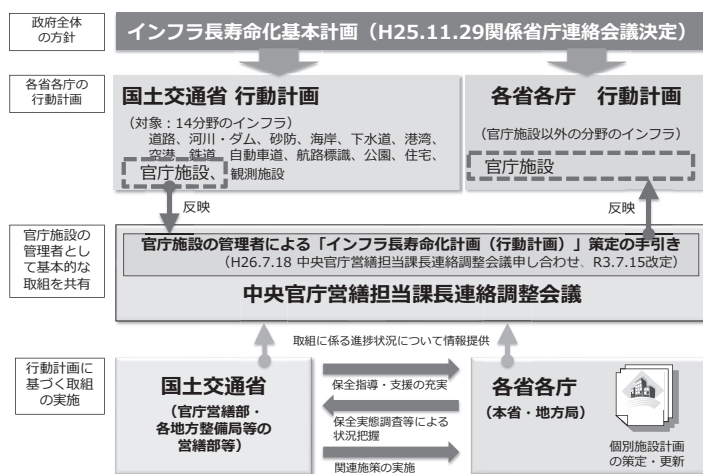 政府全体
の方針
インフラ長寿命化基本計画（H25.11.29関係省庁連絡会議決定）
各省各庁の
行動計画
国土交通省 行動計画
（対象：14分野のインフラ）
道路、河川・ダム、砂防、海岸、下水道、港湾、
空港、鉄道、自動車道、航路標識、公園、住宅、
官庁施設、観測施設
各省各庁　行動計画
（官庁施設以外の分野のインフラ）
官庁施設
反映
反映
官庁施設の
管理者とし
て基本的な
取組を共有
官庁施設の管理者による「インフラ長寿命化計画（行動計画）」策定の手引き
（H26.7.18 中央官庁営繕担当課長連絡調整会議申し合わせ、R3.7.15改定）
中央官庁営繕担当課長連絡調整会議
取組に係る進捗状況について情報提供
行動計画に
基づく取組
の実施
国土交通省
（官庁営繕部・
各地方整備局等の
営繕部等）
保全指導・支援の充実
保全実態調査等による
状況把握
関連施策の実施
各省各庁
（本省・地方局）
個別施設計画
の策定・更新